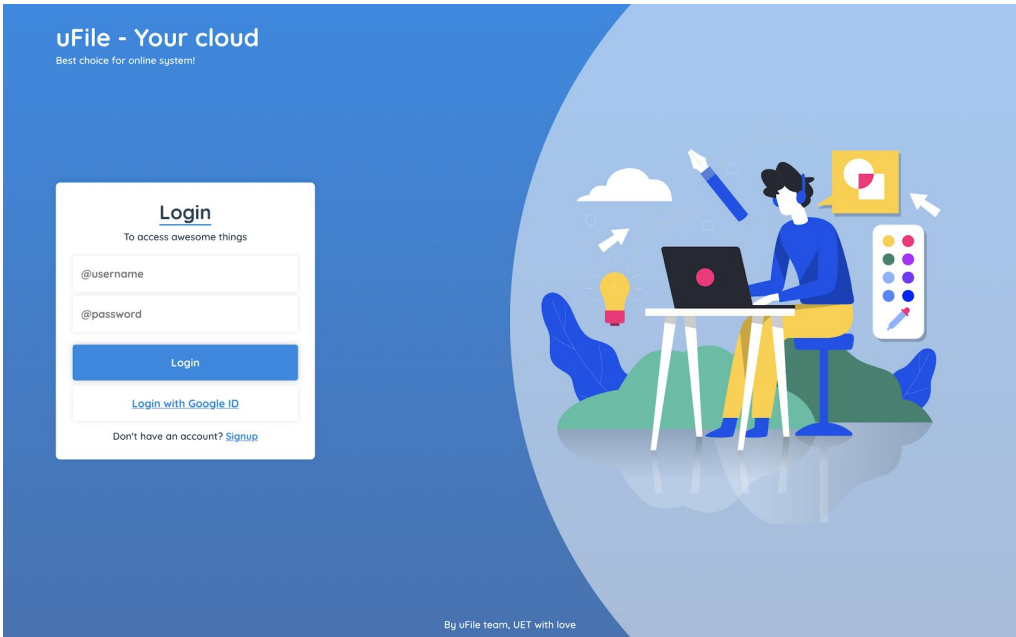 uFile - Your cloud
Best choice for online system!
Login
To access awesome things
@username
@password
Login
Login with Google ID
Don't have an account? Signup
By uFile team, UET with love